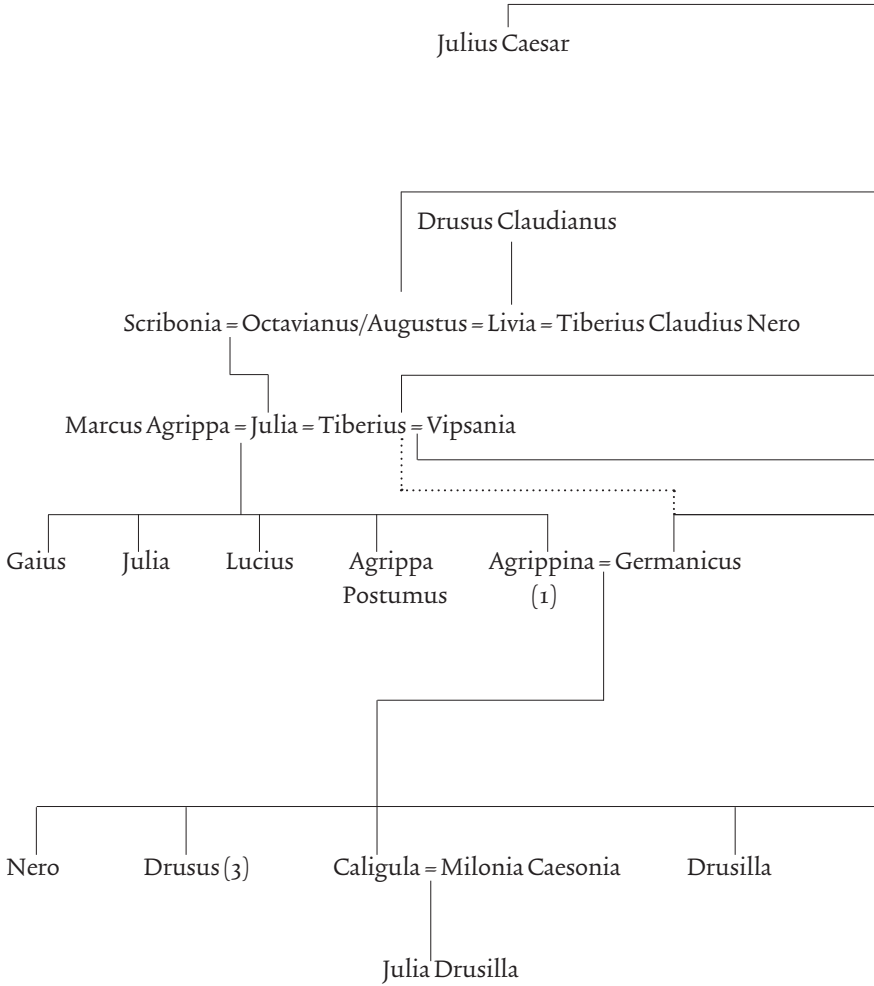 Julius Caesar
Drusus Claudianus
Scribonia = Octavianus/Augustus = Livia = Tiberius Claudius Nero
Marcus Agrippa = Julia = Tiberius = Vipsania
Gaius Julia Lucius Agrippa Agrippina = Germanicus
Postumus (1)
Nero Drusus (3) Caligula = Milonia Caesonia Drusilla
Julia Drusilla